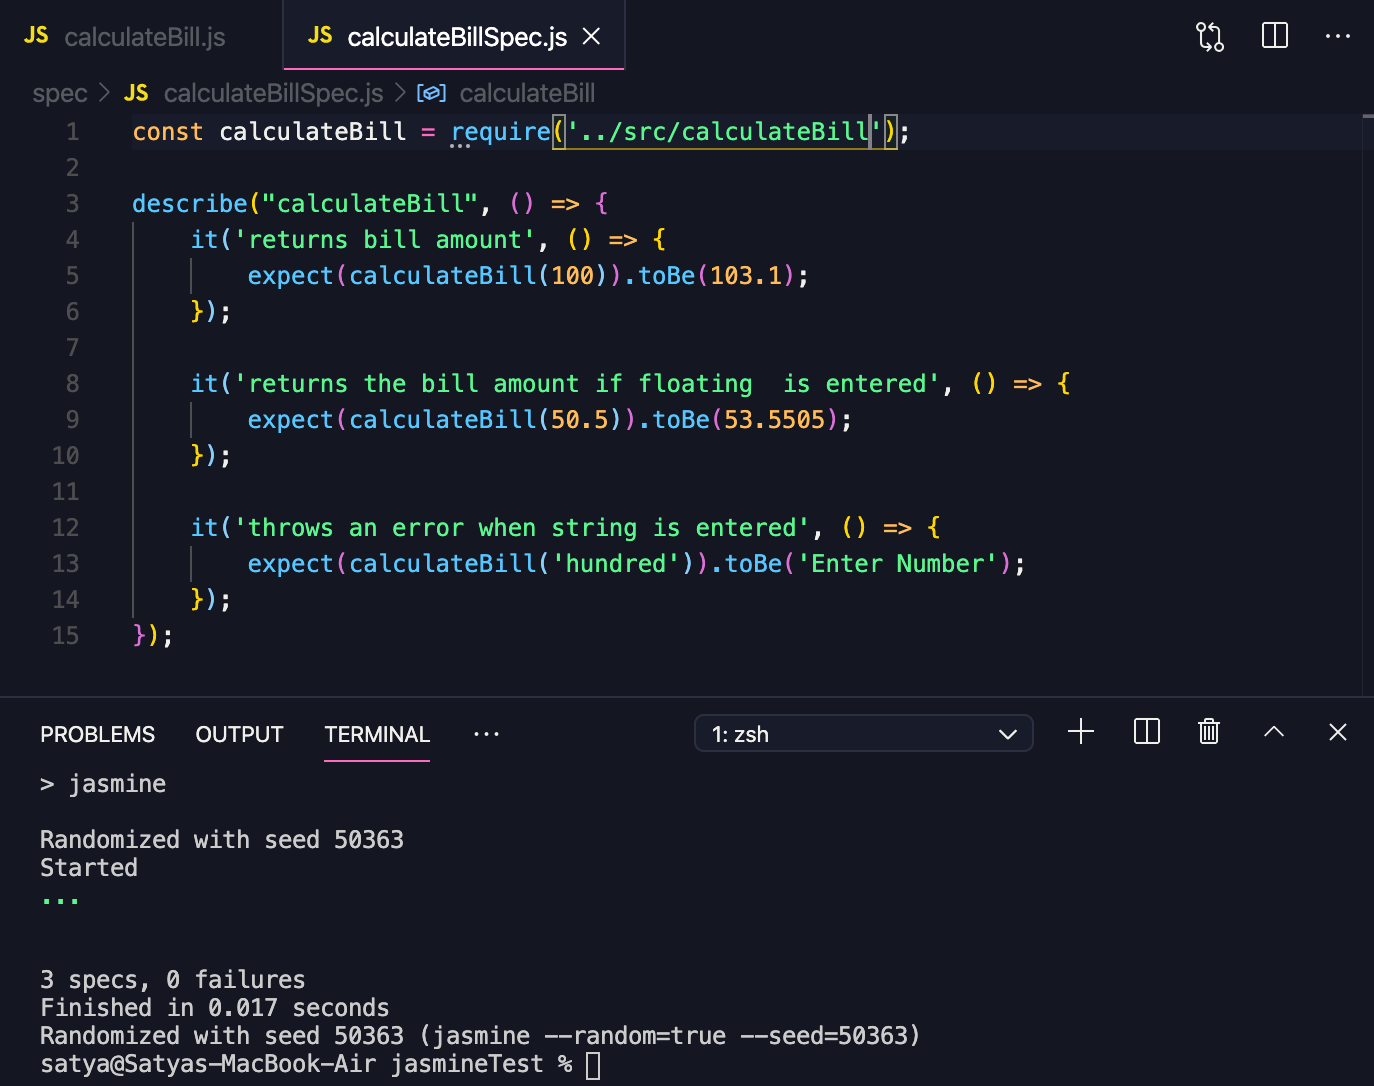 JS calculateBill.js JS calculateBillSpec.js
spec > JS calculateBillSpec.js > calculateBill
1 const calculateBill = require('../src/calculateBill');
2
3 describe("calculateBill", () => {
4 it('returns bill amount', () => {
5 expect(calculateBill(100)).toBe(103.1);
6 });
7
8 it('returns the bill amount if floating  is entered', () => {
9 expect(calculateBill(50.5)).toBe(53.5505);
10 });
11
12 it('throws an error when string is entered', () => {
13 expect(calculateBill('hundred')).toBe('Enter Number');
14 });
15 });
PROBLEMS OUTPUT TERMINAL ··· 1: zsh
> jasmine
Randomized with seed 50363
Started
...
3 specs, 0 failures
Finished in 0.017 seconds
Randomized with seed 50363 (jasmine --random=true --seed=50363)
satya@Satyas-MacBook-Air jasmineTest %